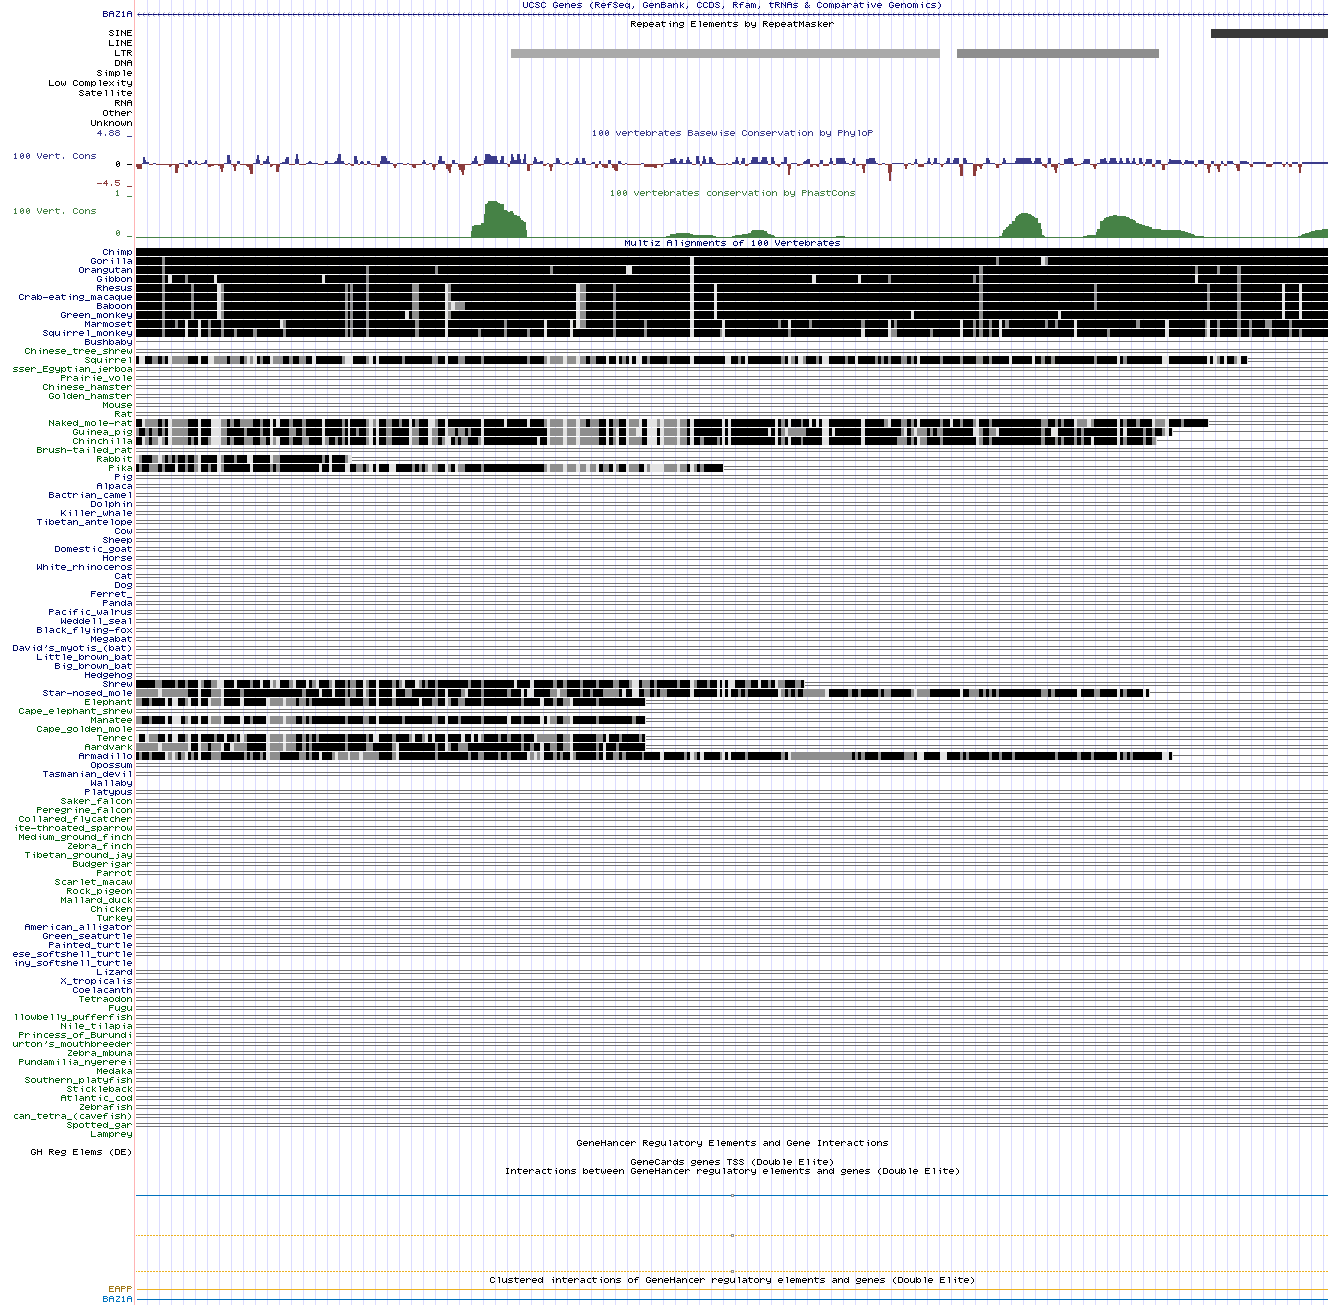 UCSC Genes (RefSeq, GenBank, CCDS, Rfam, tRNAs & Comparative Genomics)
BAZ1A
Repeating Elements by RepeatMasker
SINE
LINE
LTR
DNA
Simple
Low Complexity
Satellite
RNA
Other
Unknown
4.88 _
100 vertebrates Basewise Conservation by PhyloP
100 Vert. Cons
0 _
-4.5 _
100 vertebrates conservation by PhastCons
1 _
100 Vert. Cons
0 _
Multiz Alignments of 100 Vertebrates
Chimp
Gorilla
Orangutan
Gibbon
Rhesus
Crab-eating_macaque
Baboon
Green_monkey
Marmoset
Squirrel_monkey
Bushbaby
Chinese_tree_shrew
Squirrel
sser_Egyptian_jerboa
Prairie_vole
Chinese_hamster
Golden_hamster
Mouse
Rat
Naked_mole-rat
Guinea_pig
Chinchilla
Brush-tailed_rat
Rabbit
Pika
Pig
Alpaca
Bactrian_camel
Dolphin
Killer_whale
Tibetan_antelope
Cow
Sheep
Domestic_goat
Horse
White_rhinoceros
Cat
Dog
Ferret_
Panda
Pacific_walrus
Weddell_seal
Black_flying-fox
Megabat
David's_myotis_(bat)
Little_brown_bat
Big_brown_bat
Hedgehog
Shrew
Star-nosed_mole
Elephant
Cape_elephant_shrew
Manatee
Cape_golden_mole
Tenrec
Aardvark
Armadillo
Opossum
Tasmanian_devil
Wallaby
Platypus
Saker_falcon
Peregrine_falcon
Collared_flycatcher
ite-throated_sparrow
Medium_ground_finch
Zebra_finch
Tibetan_ground_jay
Budgerigar
Parrot
Scarlet_macaw
Rock_pigeon
Mallard_duck
Chicken
Turkey
American_alligator
Green_seaturtle
Painted_turtle
ese_softshell_turtle
iny_softshell_turtle
Lizard
X_tropicalis
Coelacanth
Tetraodon
Fugu
llowbelly_pufferfish
Nile_tilapia
Princess_of_Burundi
urton's_mouthbreeder
Zebra_mbuna
Pundamilia_nyererei
Medaka
Southern_platyfish
Stickleback
Atlantic_cod
Zebrafish
can_tetra_(cavefish)
Spotted_gar
Lamprey
GeneHancer Regulatory Elements and Gene Interactions
GH Reg Elems (DE)
GeneCards genes TSS (Double Elite)
Interactions between GeneHancer regulatory elements and genes (Double Elite)
Clustered interactions of GeneHancer regulatory elements and genes (Double Elite)
EAPP
BAZ1A